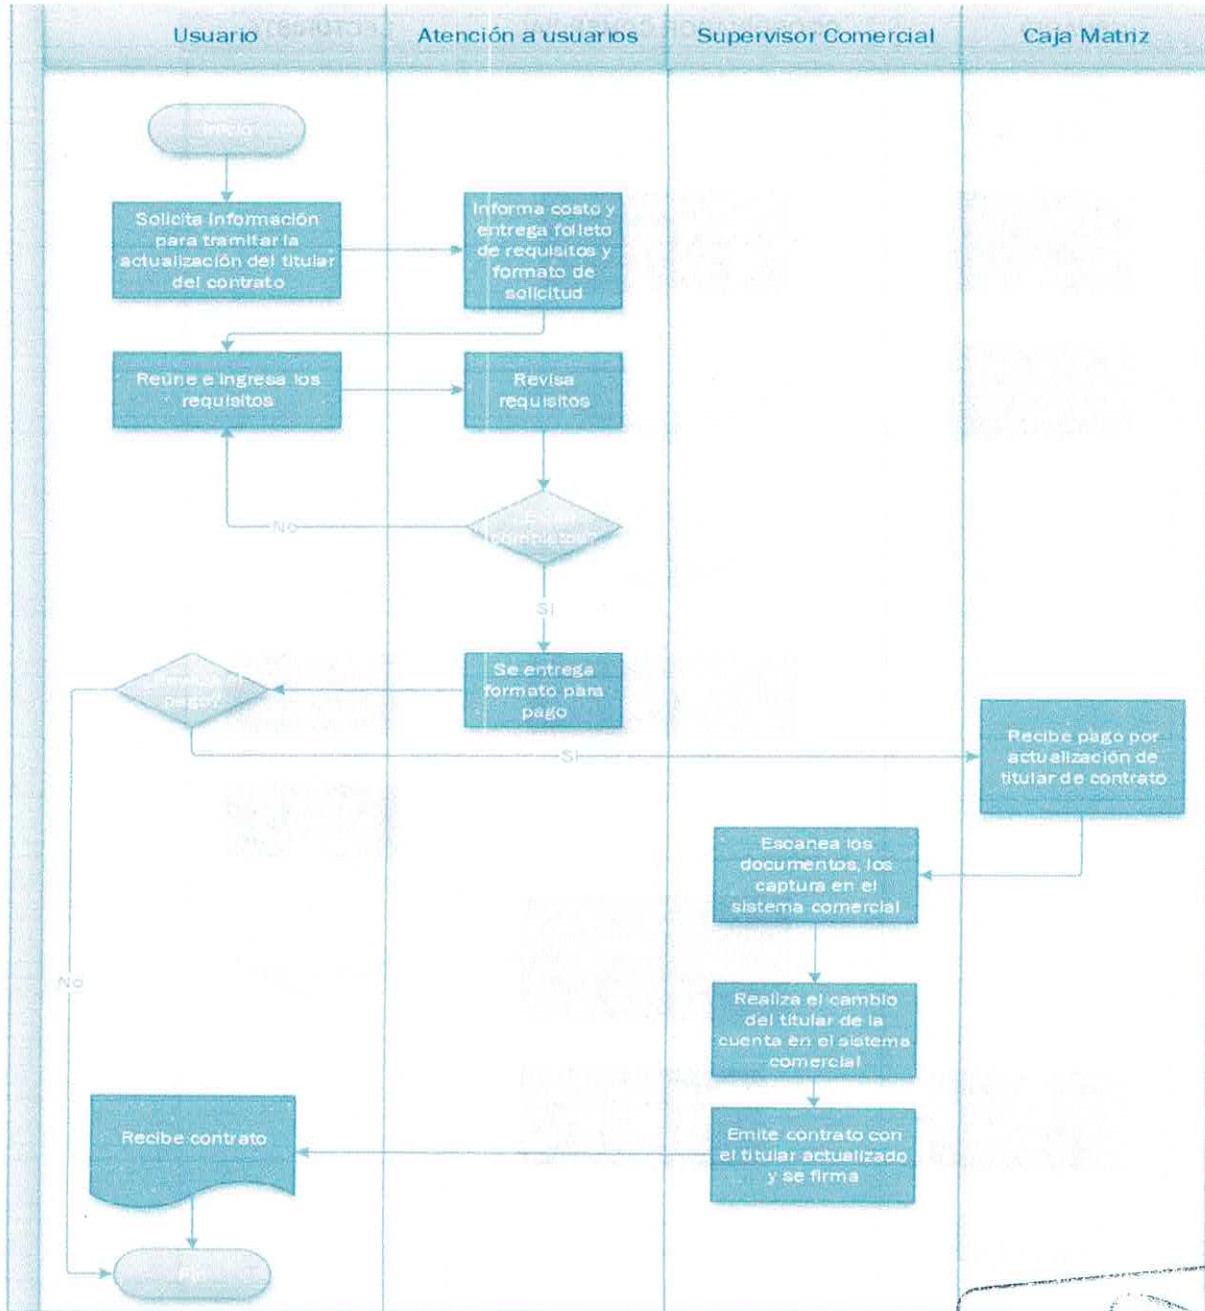 Usuario
Atención a usuarios
Supervisor Comercial
Caja Matriz
Inicio
Solicita información
para tramitar la
actualización del titular
del contrato
Informa costo y
entrega folleto
de requisitos y
formato de
solicitud
Reúne e ingresa los
requisitos
Revisa
requisitos
completos?
No
Si
Se entrega
formato para
pago
pago?
Si
Recibe pago por
actualización de
titular de contrato
Escanea los
documentos, los
captura en el
sistema comercial
No
Realiza el cambio
del titular de la
cuenta en el sistema
comercial
Emite contrato con
el titular actualizado
y se firma
Recibe contrato
Fin